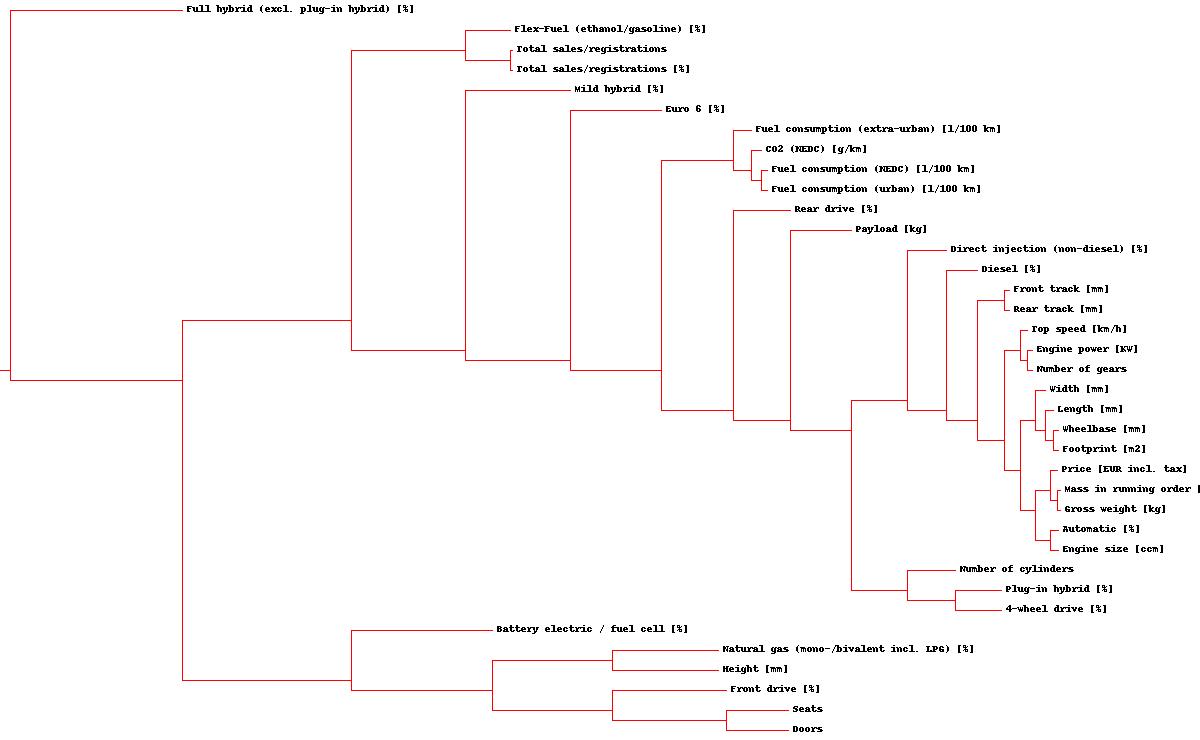 Full hybrid (excl. plug-in hybrid) [%]
Flex-Fuel (ethanol/gasoline) [%]
Total sales/registrations
Total sales/registrations [%]
Mild hybrid [%]
Euro 6 [%]
Fuel consumption (extra-urban) [l/100 km]
CO2 (NEDC) [g/km]
Fuel consumption (NEDC) [l/100 km]
Fuel consumption (urban) [l/100 km]
Rear drive [%]
Payload [kg]
Direct injection (non-diesel) [%]
Diesel [%]
Front track [mm]
Rear track [mm]
Top speed [km/h]
Engine power [KW]
Number of gears
Width [mm]
Length [mm]
Wheelbase [mm]
Footprint [m2]
Price [EUR incl. tax]
Mass in running order [
Gross weight [kg]
Automatic [%]
Engine size [ccm]
Number of cylinders
Plug-in hybrid [%]
4-wheel drive [%]
Battery electric / fuel cell [%]
Natural gas (mono-/bivalent incl. LPG) [%]
Height [mm]
Front drive [%]
Seats
Doors